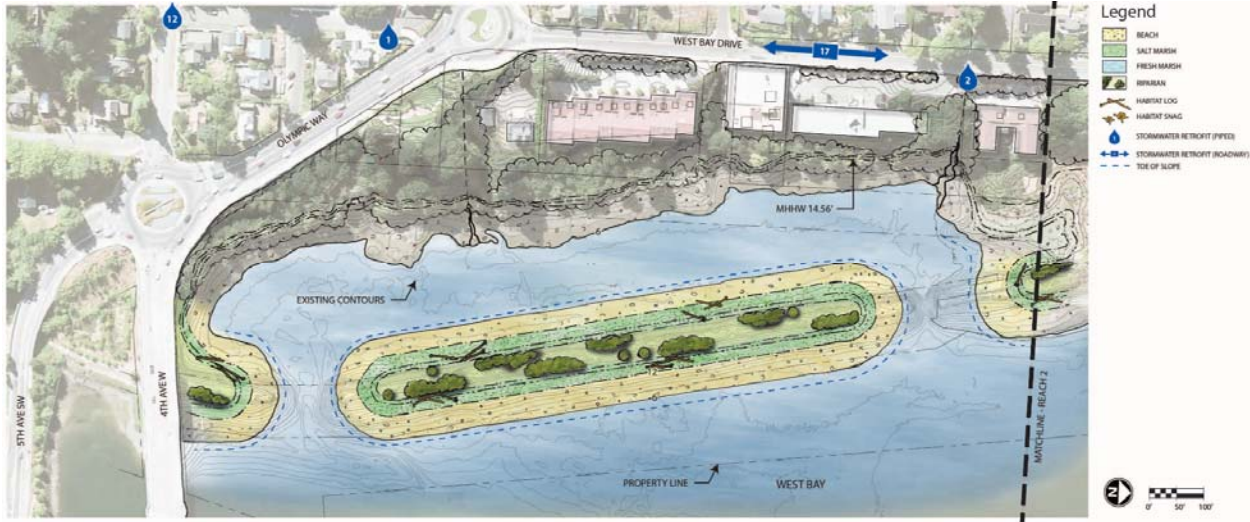 12
1
WEST BAY DRIVE
17
2
OLYMPIC WAY
MHHW 14.56'
EXISTING CONTOURS
5TH AVE SW
4TH AVE W
MATCHLINE - REACH 2
PROPERTY LINE
WEST BAY
Legend
BEACH
SALT MARSH
FRESH MARSH
RIPARIAN
HABITAT LOG
HABITAT SNAG
1 STORMWATER RETROFIT (PIPED)
STORMWATER RETROFIT (ROADWAY)
TOE OF SLOPE
N
0' 50' 100'